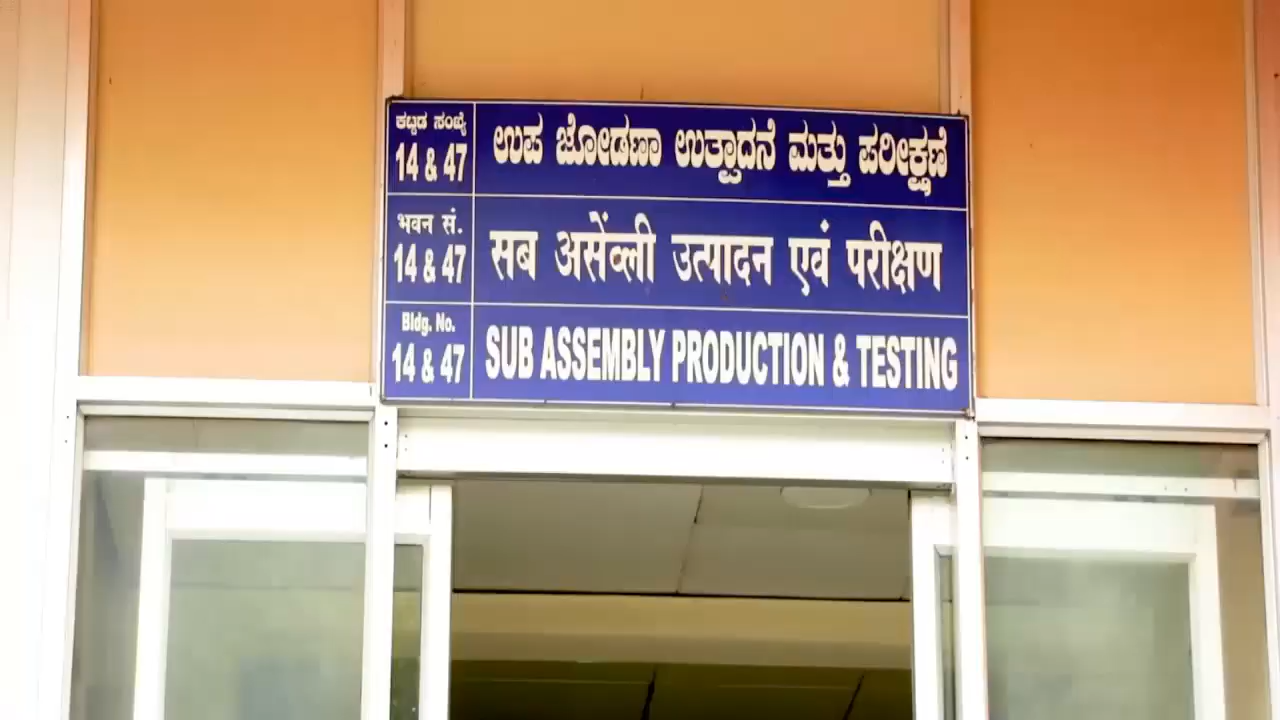 ಕಟ್ಟಡ ಸಂಖ್ಯೆ
14 & 47
ಉಪ ಜೋಡಣಾ ಉತ್ಪಾದನೆ ಮತ್ತು ಪರೀಕ್ಷಣೆ
भवन सं.
14 & 47
सब असेंव्ली उत्पादन एवं परीक्षण
Bldg. No.
14 & 47
SUB ASSEMBLY PRODUCTION & TESTING